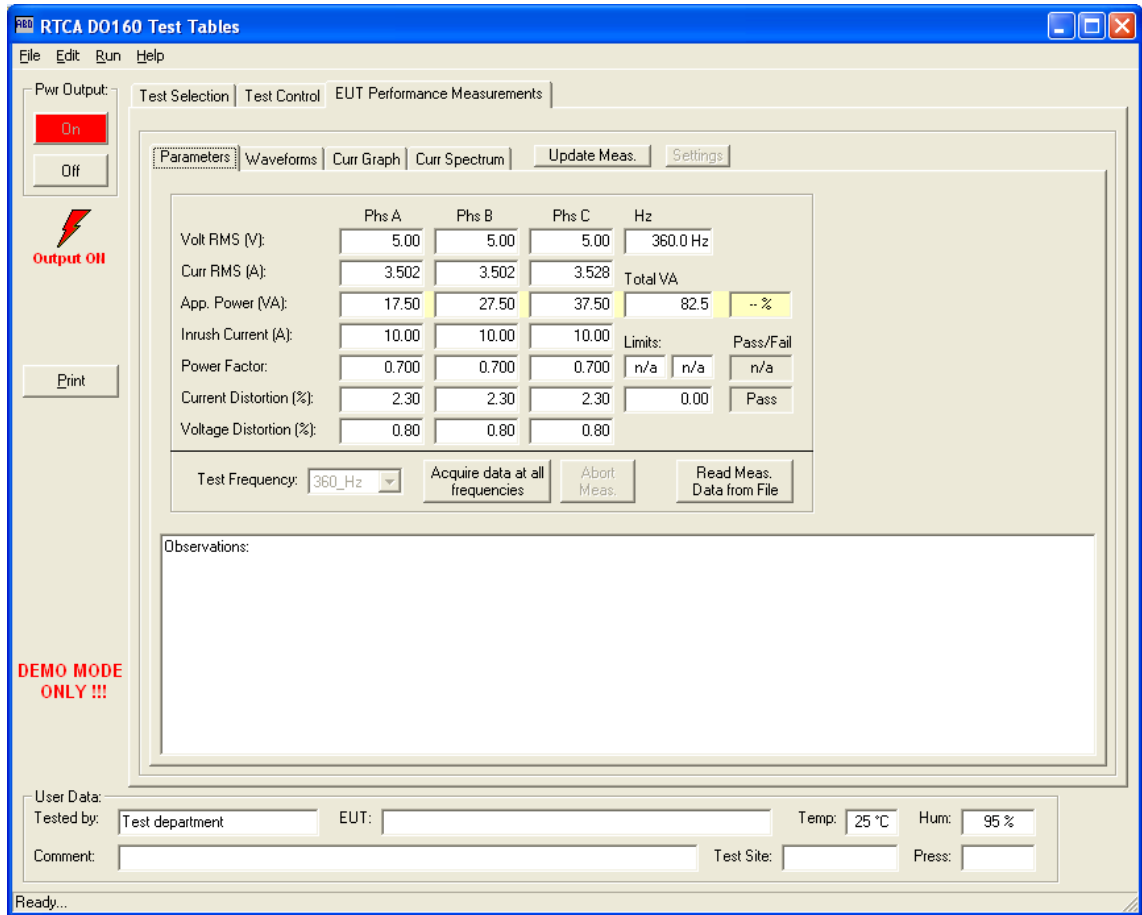 ABD RTCA DO160 Test Tables
File Edit Run Help
Pwr Output:
On
Off
Output ON
Print
DEMO MODE
ONLY !!!
Test Selection Test Control EUT Performance Measurements
Parameters Waveforms Curr Graph Curr Spectrum Update Meas. Settings
Phs A Phs B Phs C Hz
Volt RMS (V): 5.00 5.00 5.00 360.0 Hz
Curr RMS (A): 3.502 3.502 3.528 Total VA
App. Power (VA): 17.50 27.50 37.50 82.5 -- %
Inrush Current (A): 10.00 10.00 10.00 Limits: Pass/Fail
Power Factor: 0.700 0.700 0.700 n/a n/a n/a
Current Distortion (%): 2.30 2.30 2.30 0.00 Pass
Voltage Distortion (%): 0.80 0.80 0.80
Test Frequency: 360_Hz
Acquire data at all
frequencies
Abort
Meas.
Read Meas.
Data from File
Observations:
User Data:
Tested by: Test department EUT: Temp: 25 °C Hum: 95 %
Comment: Test Site: Press:
Ready...